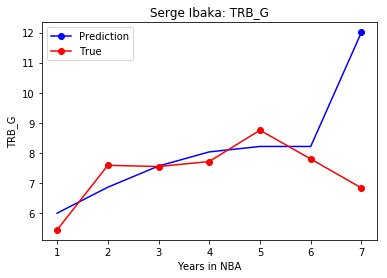 Serge Ibaka: TRB_G
Prediction
True
12
11
10
9
8
7
6
TRB_G
1 2 3 4 5 6 7
Years in NBA